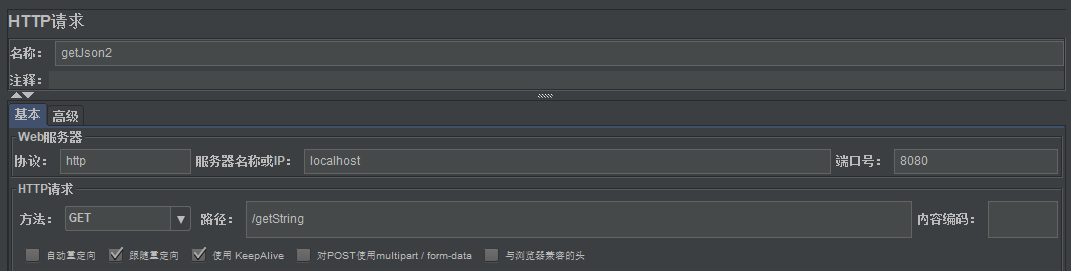 HTTP请求
名称： getJson2
注释：
基本 高级
Web服务器
协议： http 服务器名称或IP： localhost 端口号： 8080
HTTP请求
方法： GET 路径： /getString 内容编码：
自动重定向 跟随重定向 使用 KeepAlive 对POST使用multipart / form-data 与浏览器兼容的头